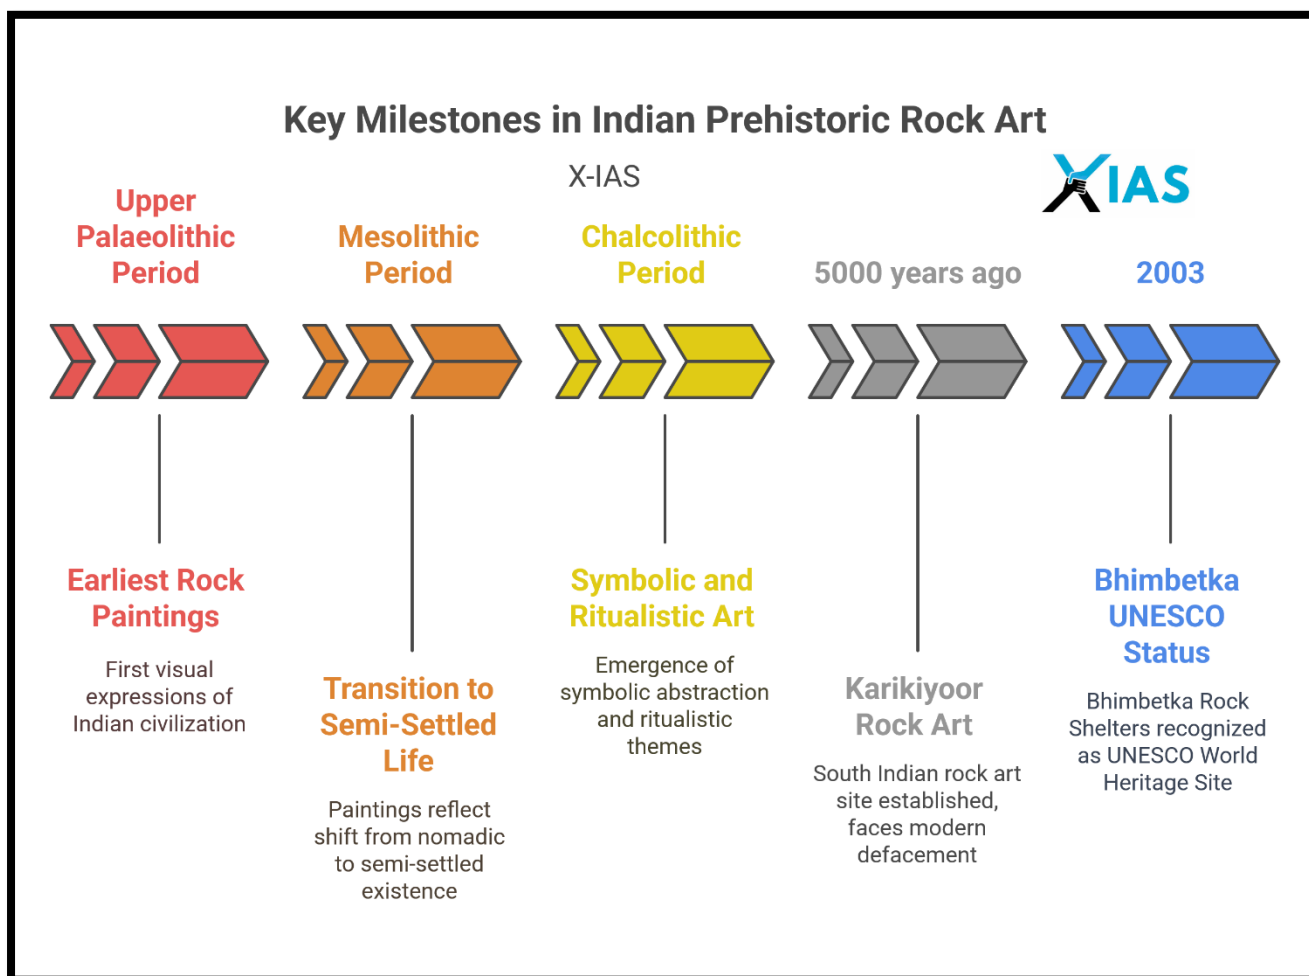 Key Milestones in Indian Prehistoric Rock Art
X-IAS
XIAS
Upper
Palaeolithic
Period
Mesolithic
Period
Chalcolithic
Period
5000 years ago
2003
Earliest Rock
Paintings
First visual
expressions of
Indian civilization
Transition to
Semi-Settled
Life
Paintings reflect
shift from nomadic
to semi-settled
existence
Symbolic and
Ritualistic Art
Emergence of
symbolic abstraction
and ritualistic
themes
Karikiyoor
Rock Art
South Indian rock art
site established,
faces modern
defacement
Bhimbetka
UNESCO
Status
Bhimbetka Rock
Shelters recognized
as UNESCO World
Heritage Site